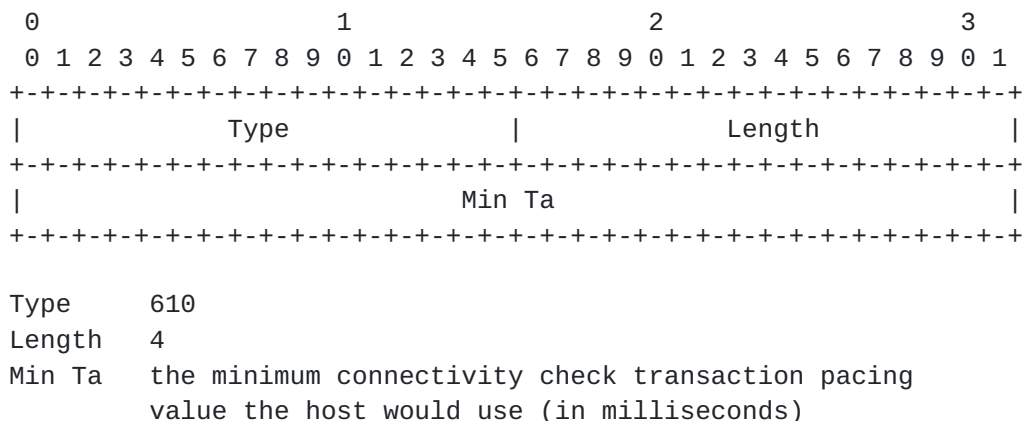 0                   1                   2                   3
 0 1 2 3 4 5 6 7 8 9 0 1 2 3 4 5 6 7 8 9 0 1 2 3 4 5 6 7 8 9 0 1
+-+-+-+-+-+-+-+-+-+-+-+-+-+-+-+-+-+-+-+-+-+-+-+-+-+-+-+-+-+-+-+-+
|             Type              |             Length            |
+-+-+-+-+-+-+-+-+-+-+-+-+-+-+-+-+-+-+-+-+-+-+-+-+-+-+-+-+-+-+-+-+
|                            Min Ta                             |
+-+-+-+-+-+-+-+-+-+-+-+-+-+-+-+-+-+-+-+-+-+-+-+-+-+-+-+-+-+-+-+-+
Type     610
Length   4
Min Ta   the minimum connectivity check transaction pacing
         value the host would use (in milliseconds)